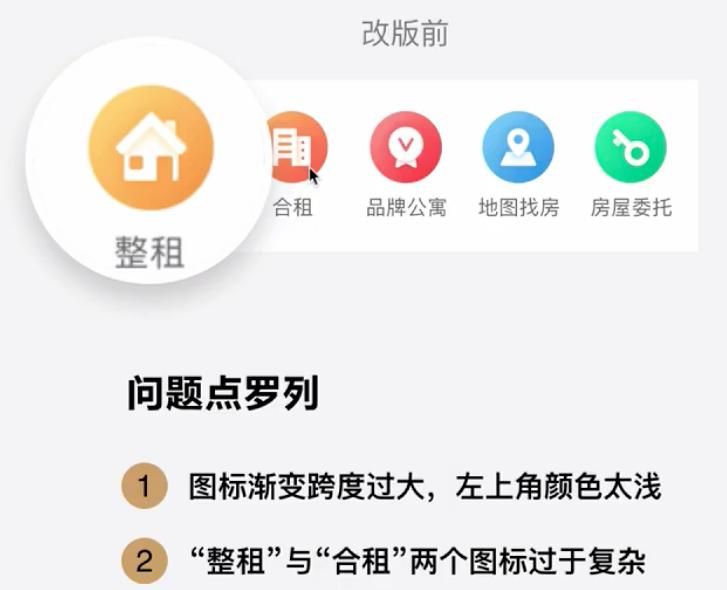 改版前
整租
合租
品牌公寓
地图找房
房屋委托
问题点罗列
1 图标渐变跨度过大，左上角颜色太浅
2 “整租”与“合租”两个图标过于复杂